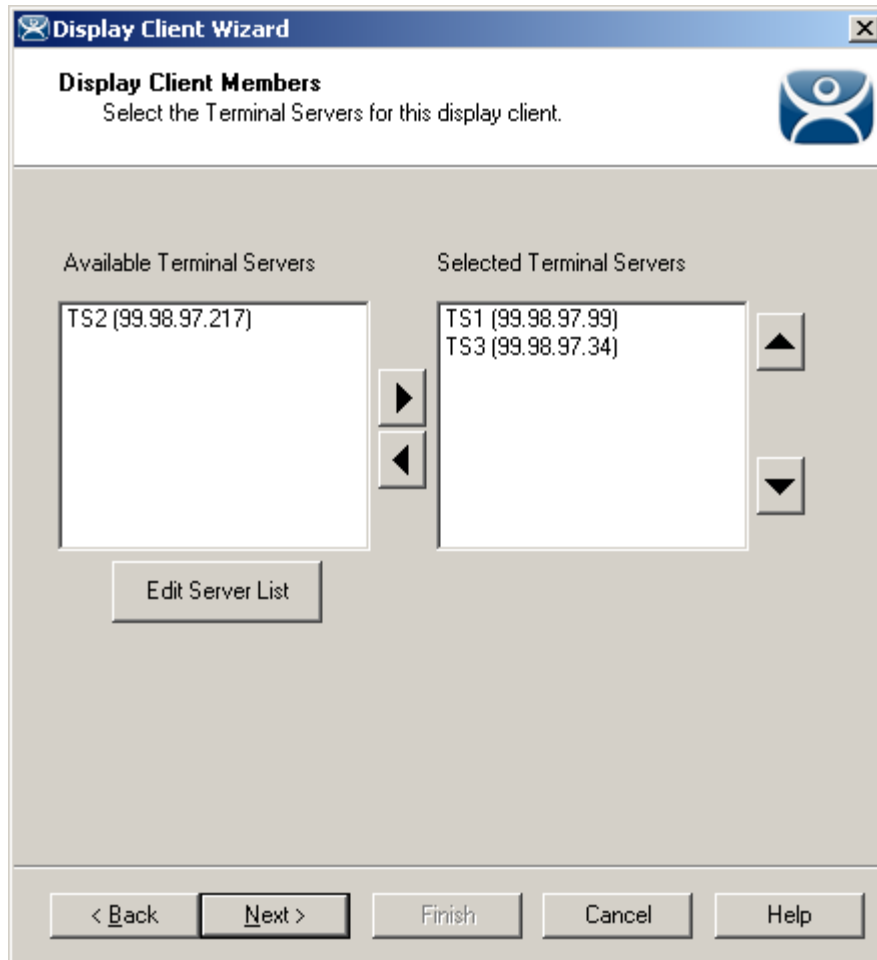 Display Client Wizard
Display Client Members
Select the Terminal Servers for this display client.
Available Terminal Servers
Selected Terminal Servers
TS2 (99.98.97.217)
TS1 (99.98.97.99)
TS3 (99.98.97.34)
Edit Server List
< Back
Next >
Finish
Cancel
Help